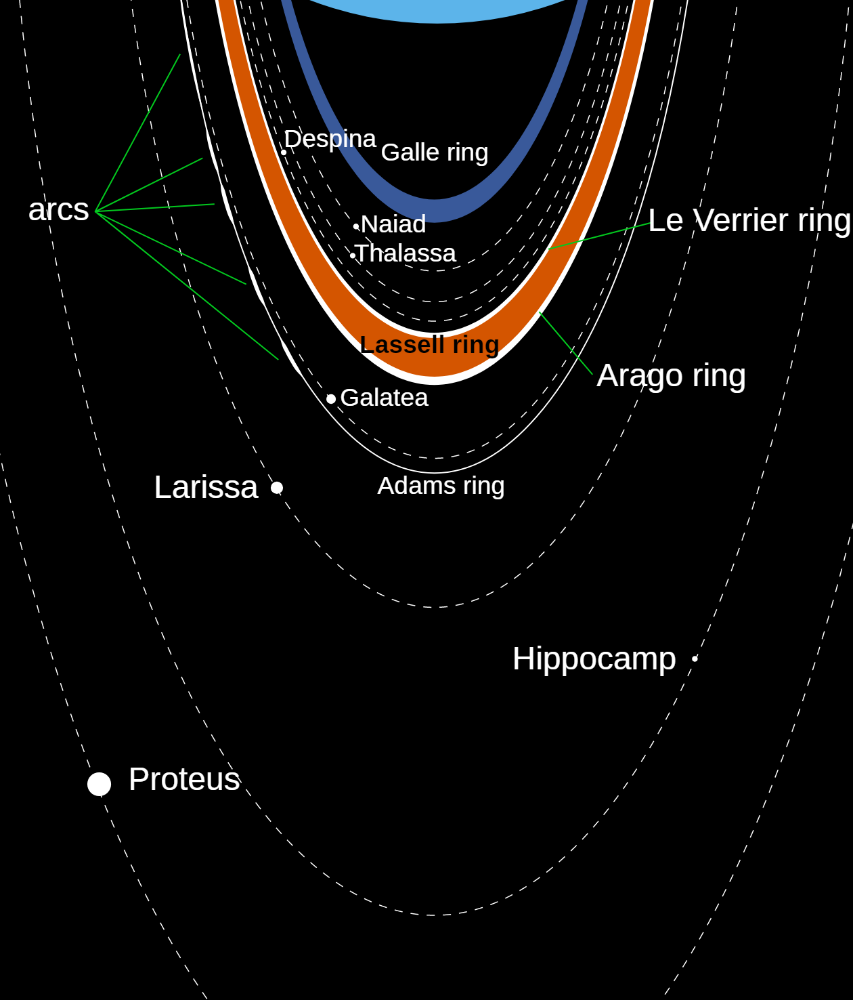 Despina
Galle ring
arcs
Naiad
Le Verrier ring
Thalassa
Lassell ring
Arago ring
Galatea
Larissa
Adams ring
Hippocamp
Proteus